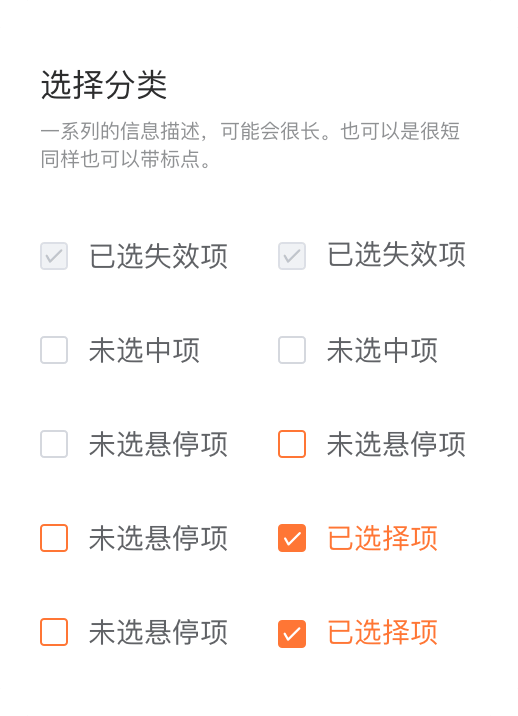 选择分类
一系列的信息描述，可能会很长。也可以是很短
同样也可以带标点。
已选失效项 已选失效项
未选中项 未选中项
未选悬停项 未选悬停项
未选悬停项 已选择项
未选悬停项 已选择项